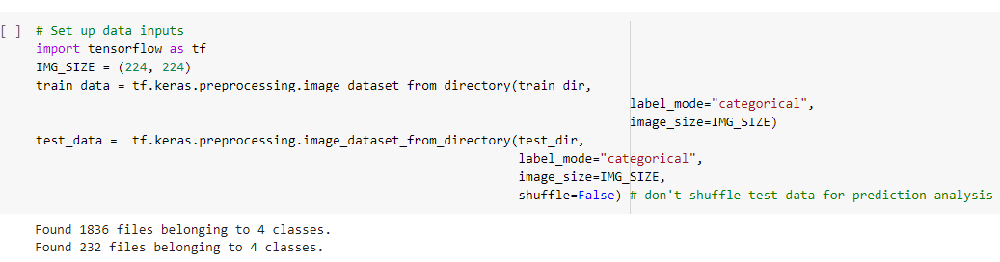 [ ] # Set up data inputs
import tensorflow as tf
IMG_SIZE = (224, 224)
train_data = tf.keras.preprocessing.image_dataset_from_directory(train_dir,
label_mode="categorical",
image_size=IMG_SIZE)
test_data =  tf.keras.preprocessing.image_dataset_from_directory(test_dir,
label_mode="categorical",
image_size=IMG_SIZE,
shuffle=False) # don't shuffle test data for prediction analysis
Found 1836 files belonging to 4 classes.
Found 232 files belonging to 4 classes.